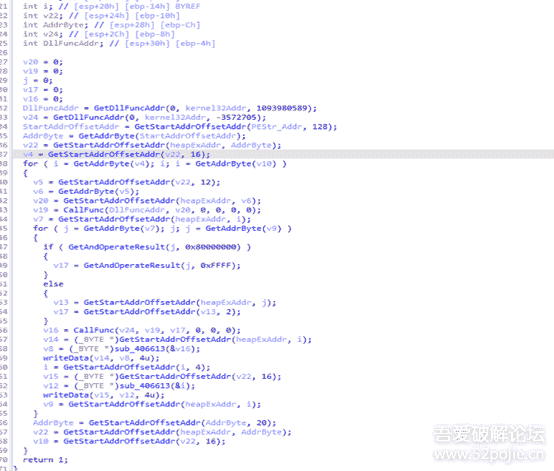 int i; // [esp+20h] [ebp-14h] BYREF
int v22; // [esp+24h] [ebp-10h]
int AddrByte; // [esp+28h] [ebp-Ch]
int v24; // [esp+2Ch] [ebp-8h]
int DllFuncAddr; // [esp+30h] [ebp-4h]
v20 = 0;
v19 = 0;
j = 0;
v17 = 0;
v16 = 0;
DllFuncAddr = GetDllFuncAddr(0, kernel32Addr, 1093980589);
v24 = GetDllFuncAddr(0, kernel32Addr, -3572705);
StartAddrOffsetAddr = GetStartAddrOffsetAddr(PEStr_Addr, 128);
AddrByte = GetAddrByte(StartAddrOffsetAddr);
v22 = GetStartAddrOffsetAddr(heapExAddr, AddrByte);
v4 = GetStartAddrOffsetAddr(v22, 16);
for ( i = GetAddrByte(v4); i; i = GetAddrByte(v10) )
{
v5 = GetStartAddrOffsetAddr(v22, 12);
v6 = GetAddrByte(v5);
v20 = GetStartAddrOffsetAddr(heapExAddr, v6);
v19 = CallFunc(DllFuncAddr, v20, 0, 0, 0, 0);
v7 = GetStartAddrOffsetAddr(heapExAddr, i);
for ( j = GetAddrByte(v7); j; j = GetAddrByte(v9) )
{
if ( GetAndOperateResult(j, 0x80000000) )
{
v17 = GetAndOperateResult(j, 0xFFFF);
}
else
{
v13 = GetStartAddrOffsetAddr(heapExAddr, j);
v17 = GetStartAddrOffsetAddr(v13, 2);
}
v16 = CallFunc(v24, v19, v17, 0, 0, 0);
v14 = (_BYTE *)GetStartAddrOffsetAddr(heapExAddr, i);
v8 = (_BYTE *)sub_406613(&v16);
writeData(v14, v8, 4u);
i = GetStartAddrOffsetAddr(i, 4);
v15 = (_BYTE *)GetStartAddrOffsetAddr(v22, 16);
v12 = (_BYTE *)sub_406613(&i);
writeData(v15, v12, 4u);
v9 = GetStartAddrOffsetAddr(heapExAddr, i);
}
AddrByte = GetStartAddrOffsetAddr(AddrByte, 20);
v22 = GetStartAddrOffsetAddr(heapExAddr, AddrByte);
v10 = GetStartAddrOffsetAddr(v22, 16);
}
return 1;
吾爱破解论坛
www.52pojie.cn